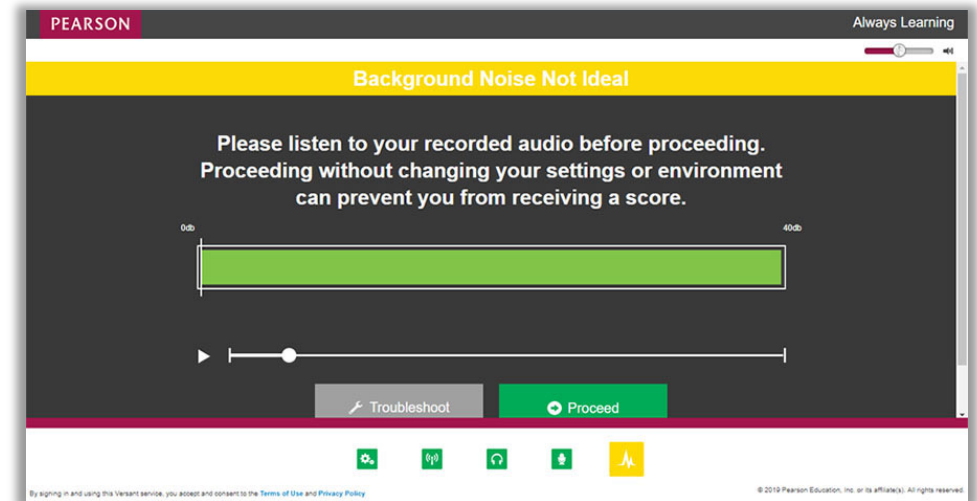 PEARSON
Always Learning
Background Noise Not Ideal
Please listen to your recorded audio before proceeding.
Proceeding without changing your settings or environment
can prevent you from receiving a score.
0db
40db
Troubleshoot
Proceed
By signing in and using this Versant service, you accept and consent to the Terms of Use and Privacy Policy
© 2019 Pearson Education, Inc. or its affiliate(s). All rights reserved.